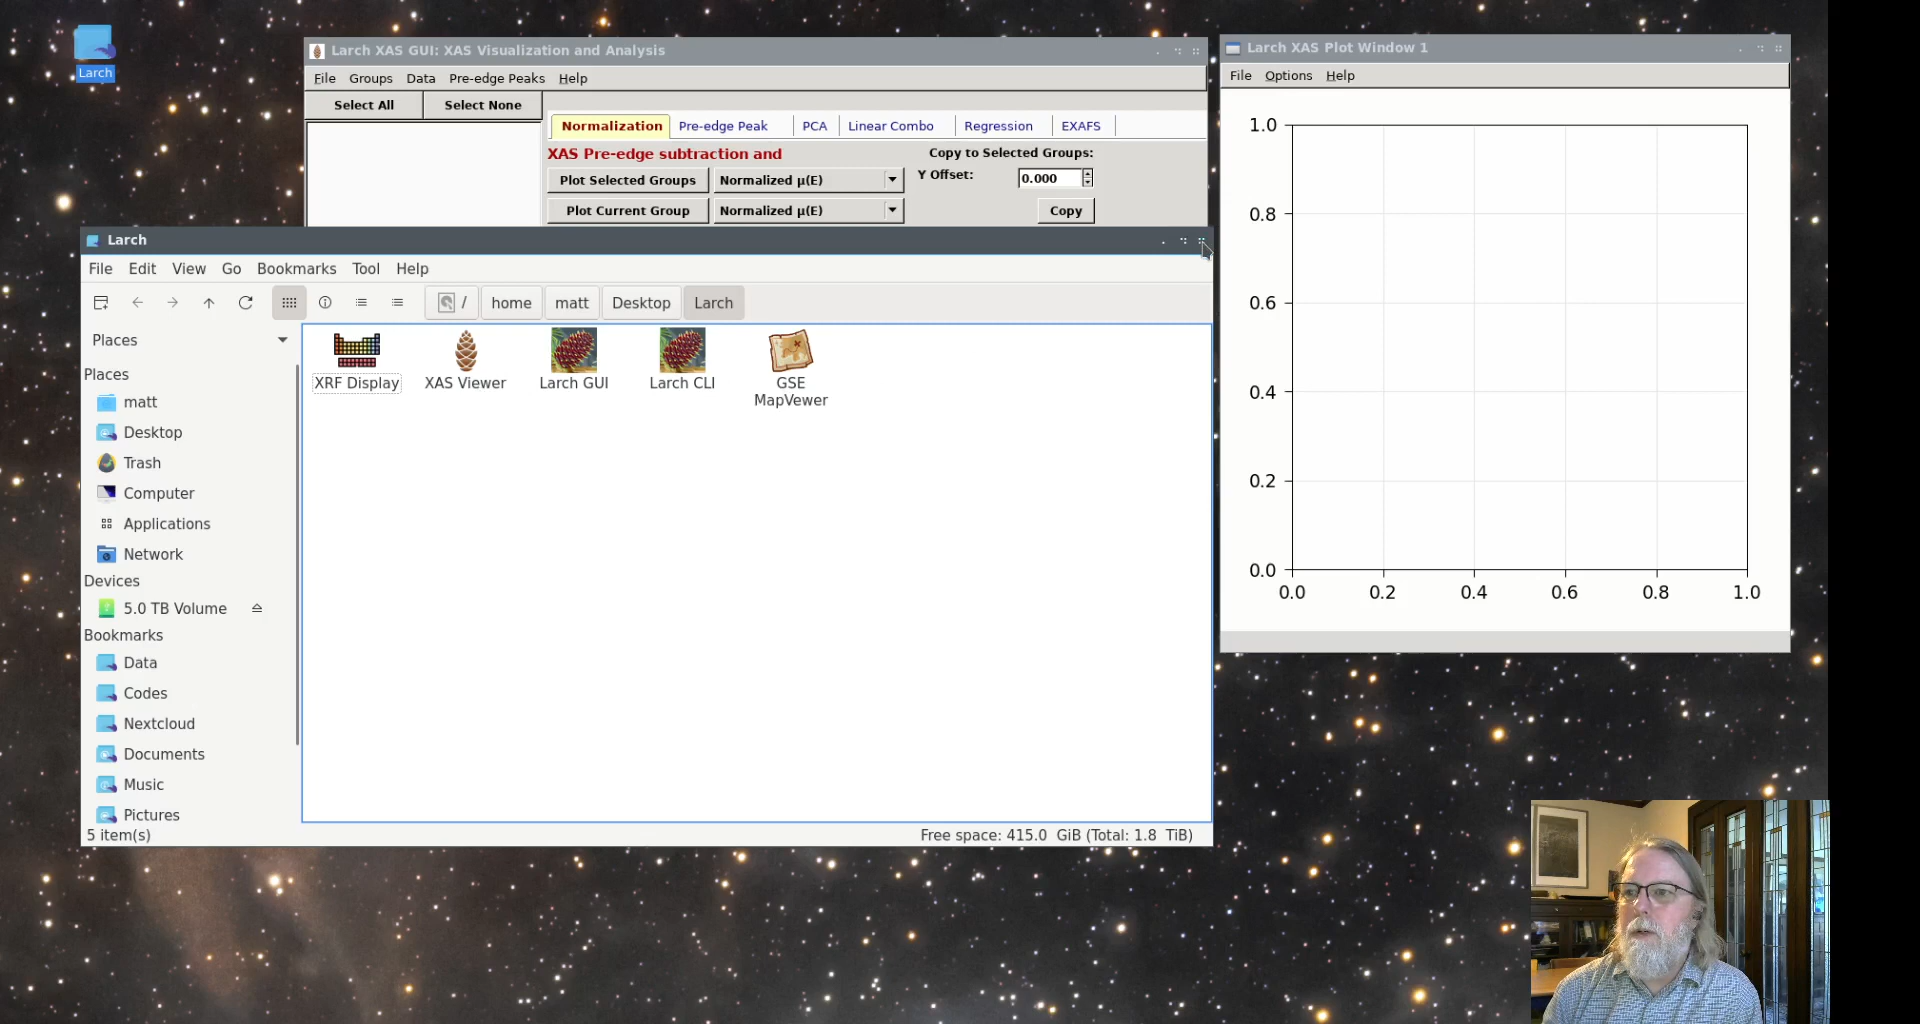 Larch
Larch XAS GUI: XAS Visualization and Analysis
File Groups Data Pre-edge Peaks Help
Select All Select None
Normalization Pre-edge Peak PCA Linear Combo Regression EXAFS
XAS Pre-edge subtraction and Copy to Selected Groups:
Plot Selected Groups Normalized μ(E) Y Offset: 0.000
Plot Current Group Normalized μ(E) Copy
Larch XAS Plot Window 1
File Options Help
1.0
0.8
0.6
0.4
0.2
0.0
0.0 0.2 0.4 0.6 0.8 1.0
Larch
File Edit View Go Bookmarks Tool Help
/ home matt Desktop Larch
Places
Places
matt
Desktop
Trash
Computer
Applications
Network
Devices
5.0 TB Volume
Bookmarks
Data
Codes
Nextcloud
Documents
Music
Pictures
XRF Display XAS Viewer Larch GUI Larch CLI GSE
MapVewer
5 item(s) Free space: 415.0 GiB (Total: 1.8 TiB)